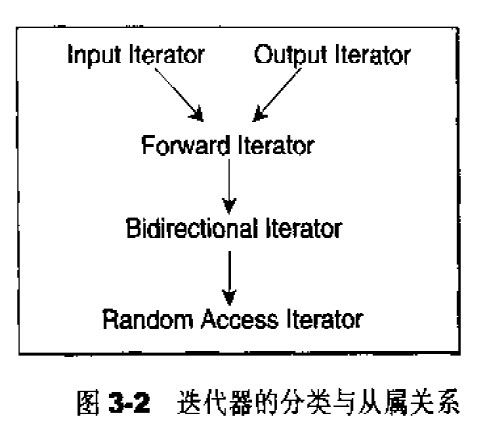 Input Iterator Output Iterator
Forward Iterator
Bidirectional Iterator
Random Access Iterator
图 3-2 迭代器的分类与从属关系